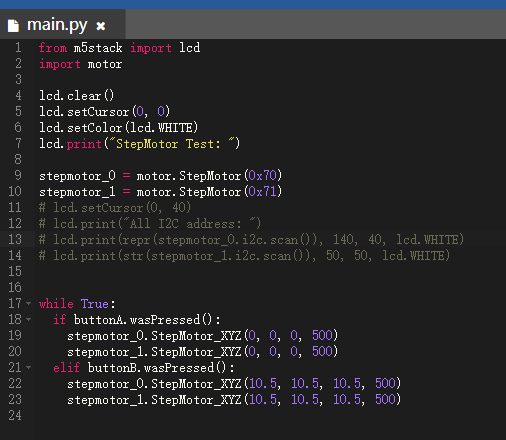 main.py ×
1 from m5stack import lcd
2 import motor
3
4 lcd.clear()
5 lcd.setCursor(0, 0)
6 lcd.setColor(lcd.WHITE)
7 lcd.print("StepMotor Test: ")
8
9 stepmotor_0 = motor.StepMotor(0x70)
10 stepmotor_1 = motor.StepMotor(0x71)
11 # lcd.setCursor(0, 40)
12 # lcd.print("All I2C address: ")
13 # lcd.print(repr(stepmotor_0.i2c.scan()), 140, 40, lcd.WHITE)
14 # lcd.print(str(stepmotor_1.i2c.scan()), 50, 50, lcd.WHITE)
15
16
17 while True:
18   if buttonA.wasPressed():
19     stepmotor_0.StepMotor_XYZ(0, 0, 0, 500)
20     stepmotor_1.StepMotor_XYZ(0, 0, 0, 500)
21   elif buttonB.wasPressed():
22     stepmotor_0.StepMotor_XYZ(10.5, 10.5, 10.5, 500)
23     stepmotor_1.StepMotor_XYZ(10.5, 10.5, 10.5, 500)
24